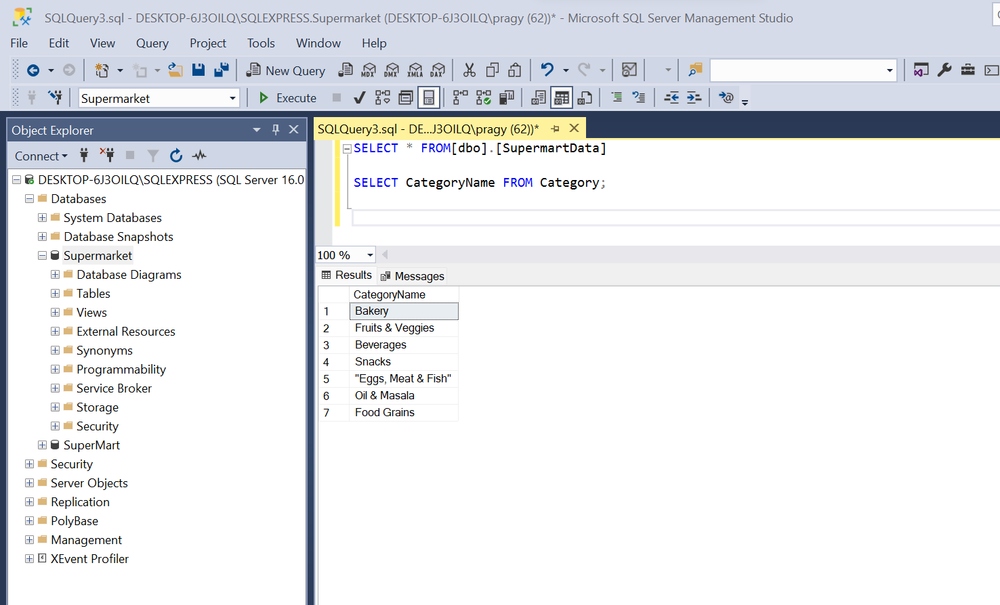 SQLQuery3.sql - DESKTOP-6J3OILQ\SQLEXPRESS.Supermarket (DESKTOP-6J3OILQ\pragy (62))* - Microsoft SQL Server Management Studio
File Edit View Query Project Tools Window Help
New Query MDX DMX XMLA DAX
Supermarket Execute
Object Explorer
Connect
DESKTOP-6J3OILQ\SQLEXPRESS (SQL Server 16.0
Databases
System Databases
Database Snapshots
Supermarket
Database Diagrams
Tables
Views
External Resources
Synonyms
Programmability
Service Broker
Storage
Security
SuperMart
Security
Server Objects
Replication
PolyBase
Management
XEvent Profiler
SQLQuery3.sql - DE...J3OILQ\pragy (62))*
SELECT * FROM[dbo].[SupermartData]
SELECT CategoryName FROM Category;
100 %
Results Messages
CategoryName
1 Bakery
2 Fruits & Veggies
3 Beverages
4 Snacks
5 "Eggs, Meat & Fish"
6 Oil & Masala
7 Food Grains